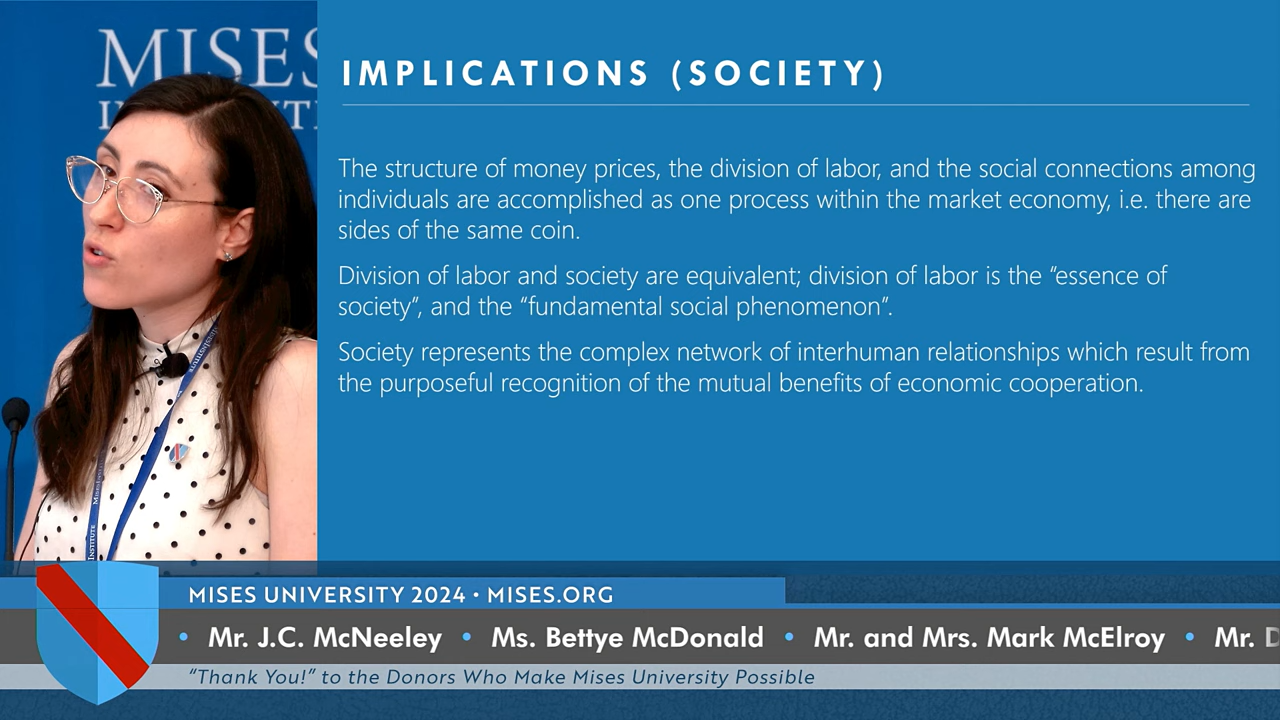 MISES
IMPLICATIONS (SOCIETY)
The structure of money prices, the division of labor, and the social connections among
individuals are accomplished as one process within the market economy, i.e. there are
sides of the same coin.
Division of labor and society are equivalent; division of labor is the “essence of
society”, and the “fundamental social phenomenon”.
Society represents the complex network of interhuman relationships which result from
the purposeful recognition of the mutual benefits of economic cooperation.
INSTITUTE
MISES UNIVERSITY 2024 • MISES.ORG
• Mr. J.C. McNeeley • Ms. Bettye McDonald • Mr. and Mrs. Mark McElroy • Mr. D
“Thank You!” to the Donors Who Make Mises University Possible